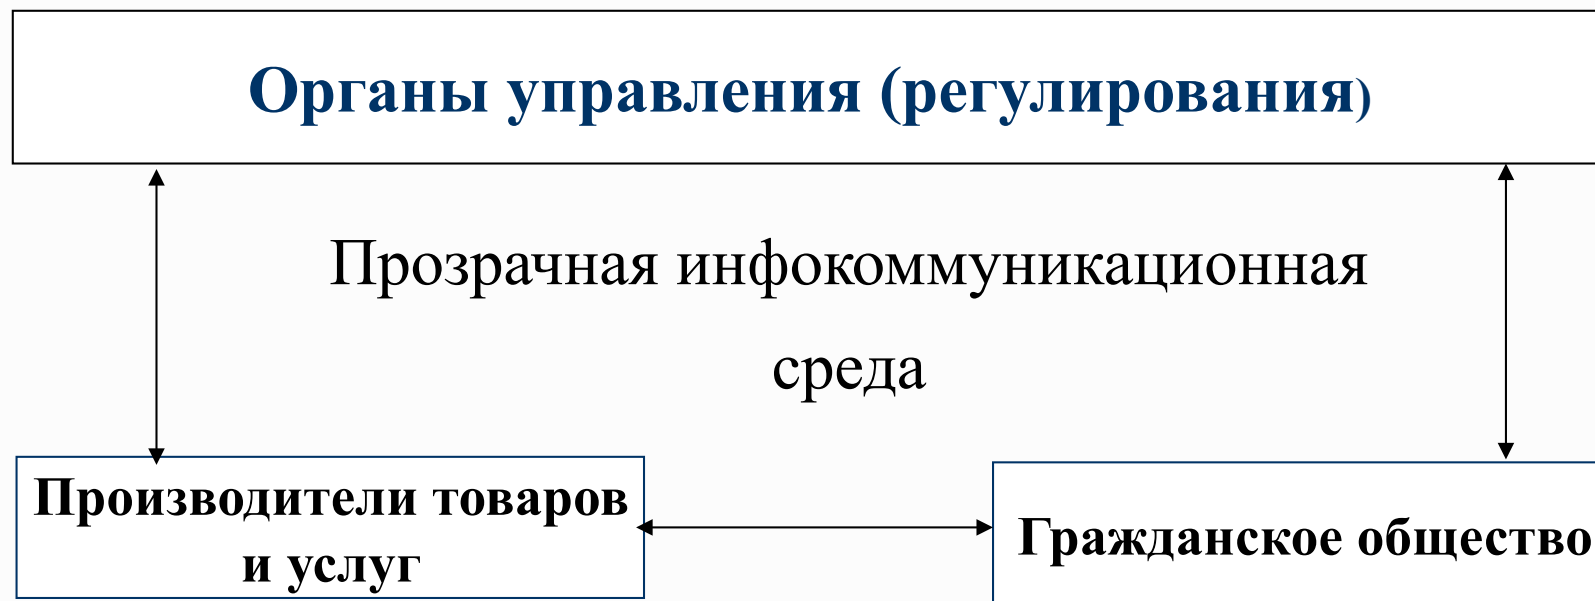 Органы управления (регулирования)
Прозрачная инфокоммуникационная
среда
Производители товаров
и услуг
Гражданское общество